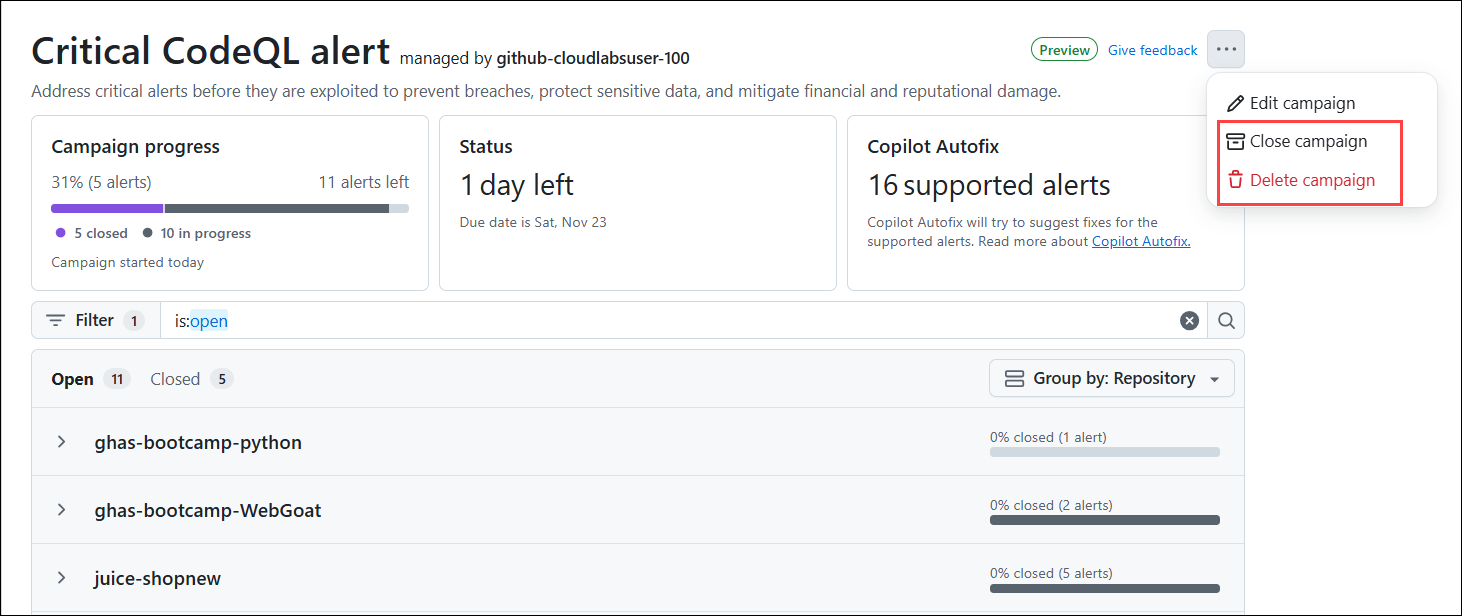 Critical CodeQL alert managed by github-cloudlabsuser-100
Preview Give feedback
Address critical alerts before they are exploited to prevent breaches, protect sensitive data, and mitigate financial and reputational damage.
Edit campaign
Close campaign
Delete campaign
Campaign progress
31% (5 alerts) 11 alerts left
5 closed 10 in progress
Campaign started today
Status
1 day left
Due date is Sat, Nov 23
Copilot Autofix
16 supported alerts
Copilot Autofix will try to suggest fixes for the
supported alerts. Read more about Copilot Autofix.
Filter 1 is:open
Open 11 Closed 5 Group by: Repository
ghas-bootcamp-python 0% closed (1 alert)
ghas-bootcamp-WebGoat 0% closed (2 alerts)
juice-shopnew 0% closed (5 alerts)